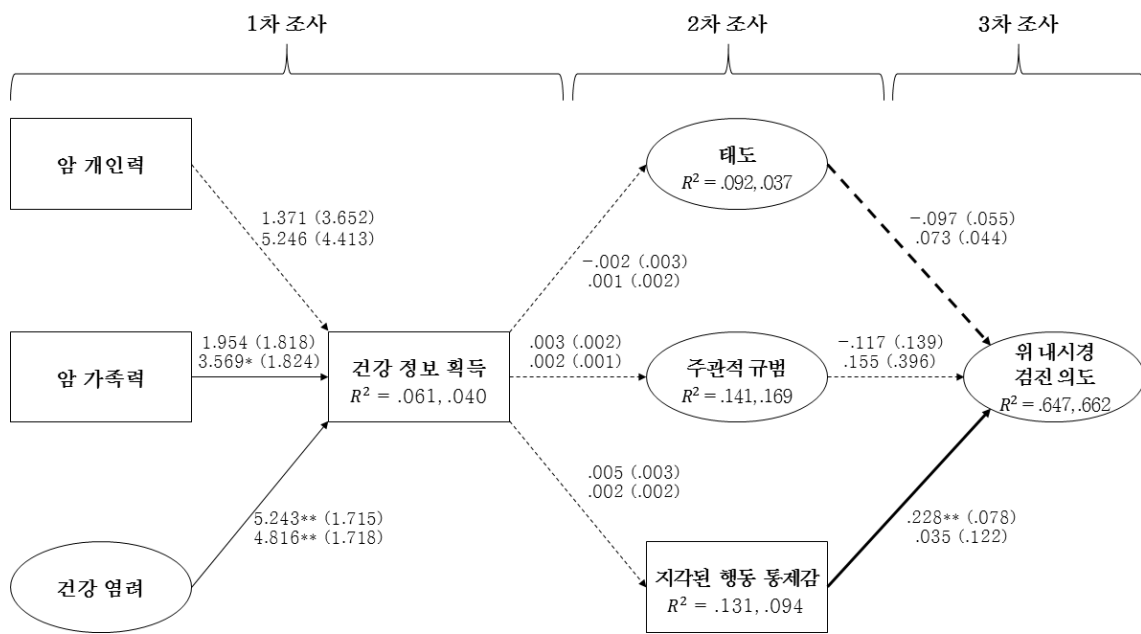 1차 조사
2차 조사
3차 조사
암 개인력
태도
R² = .092, .037
1.371 (3.652)
5.246 (4.413)
−.097 (.055)
.073 (.044)
−.002 (.003)
.001 (.002)
암 가족력
1.954 (1.818)
3.569* (1.824)
건강 정보 획득
R² = .061, .040
.003 (.002)
.002 (.001)
주관적 규범
R² = .141, .169
−.117 (.139)
.155 (.396)
위 내시경
검진 의도
R² = .647, .662
.005 (.003)
.002 (.002)
5.243** (1.715)
4.816** (1.718)
.228** (.078)
.035 (.122)
건강 염려
지각된 행동 통제감
R² = .131, .094